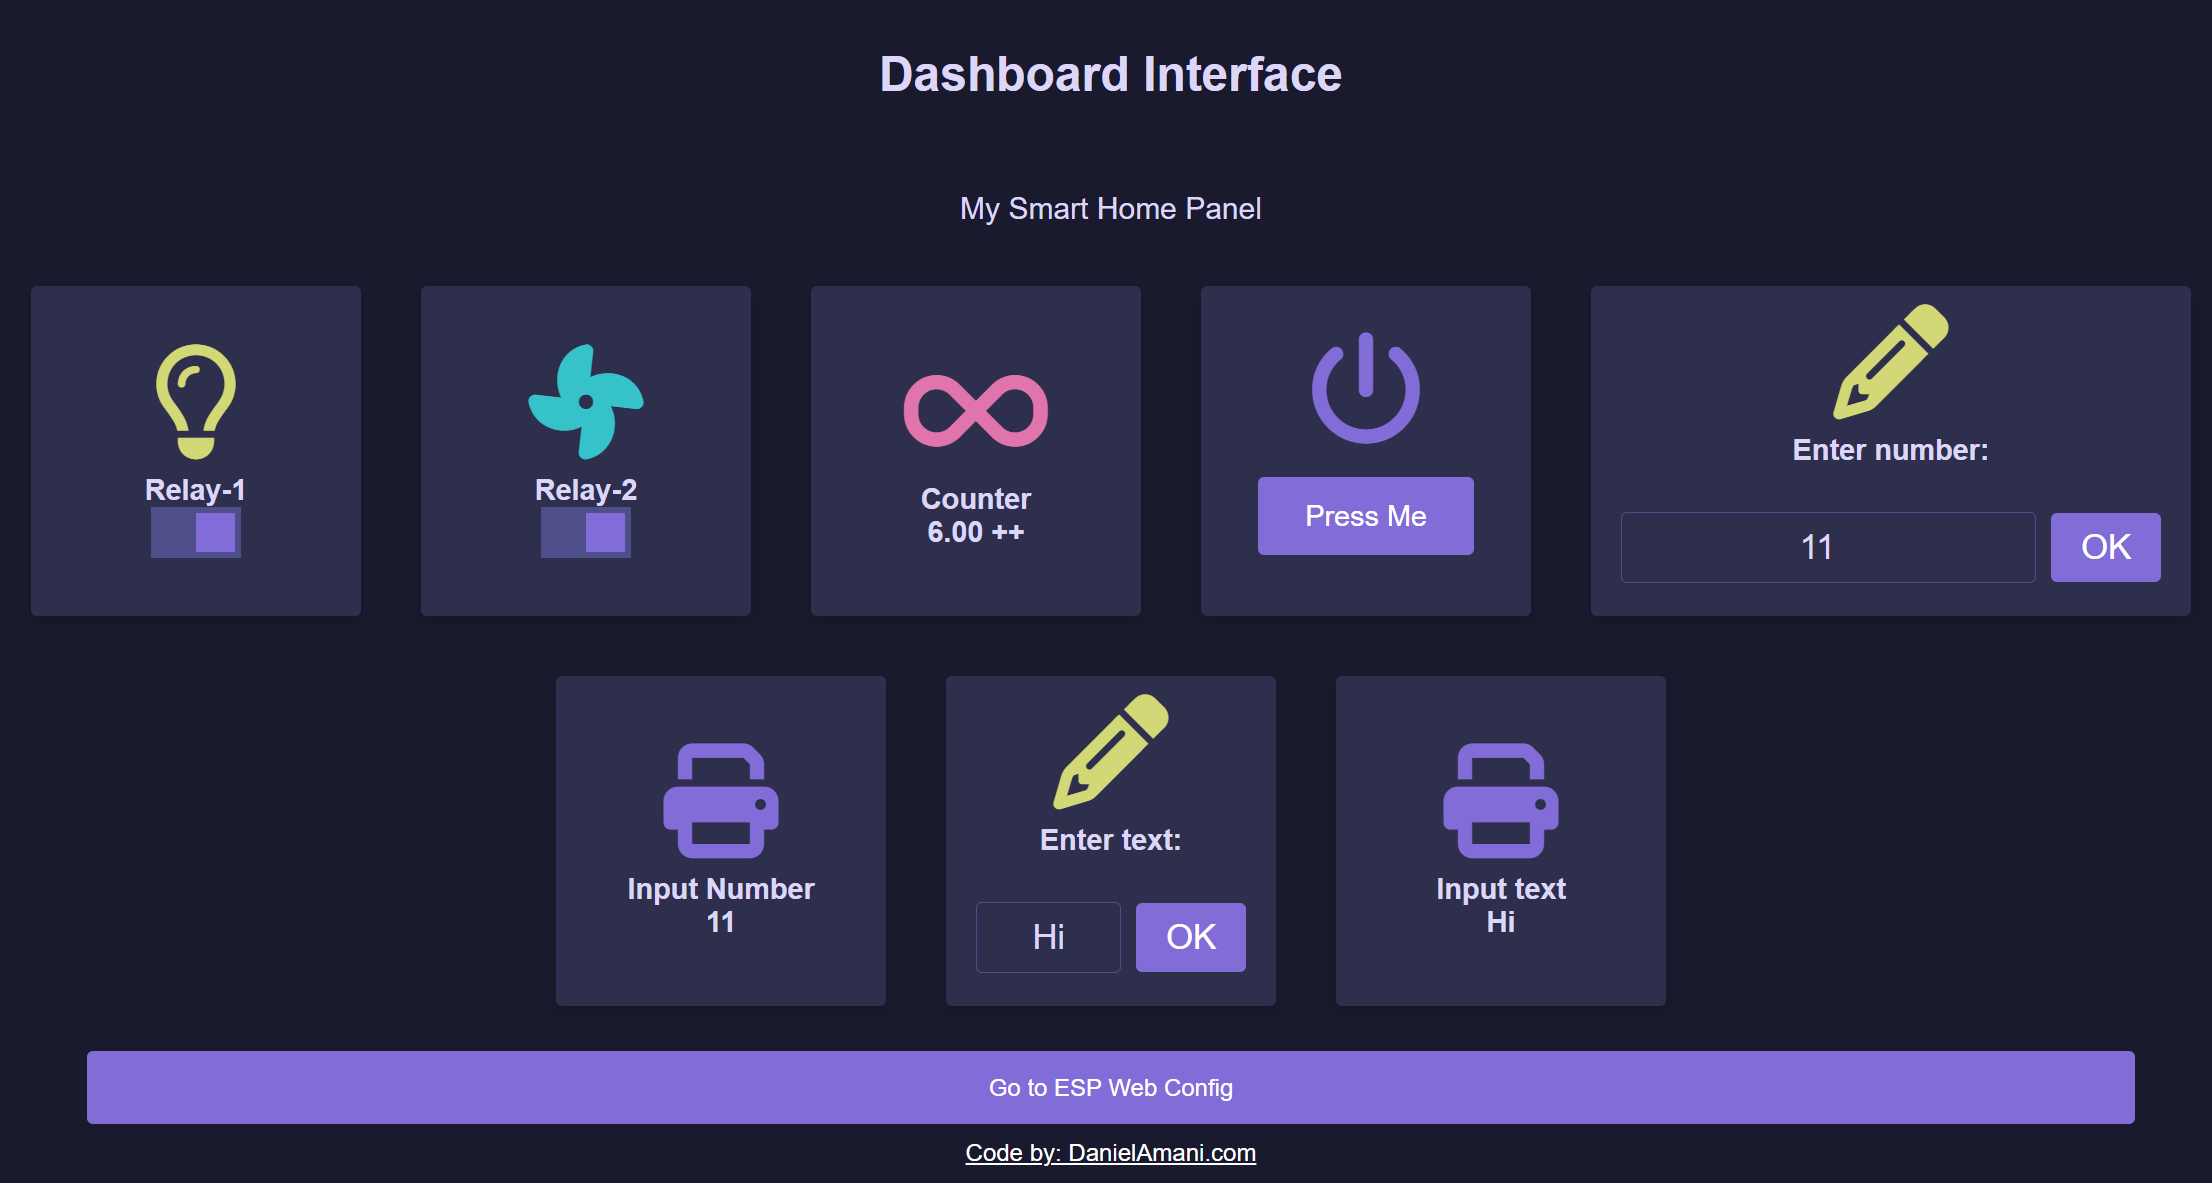 Dashboard Interface
My Smart Home Panel
Relay-1
Relay-2
Counter
6.00 ++
Press Me
Enter number:
11
OK
Input Number
11
Enter text:
Hi
OK
Input text
Hi
Go to ESP Web Config
Code by: DanielAmani.com